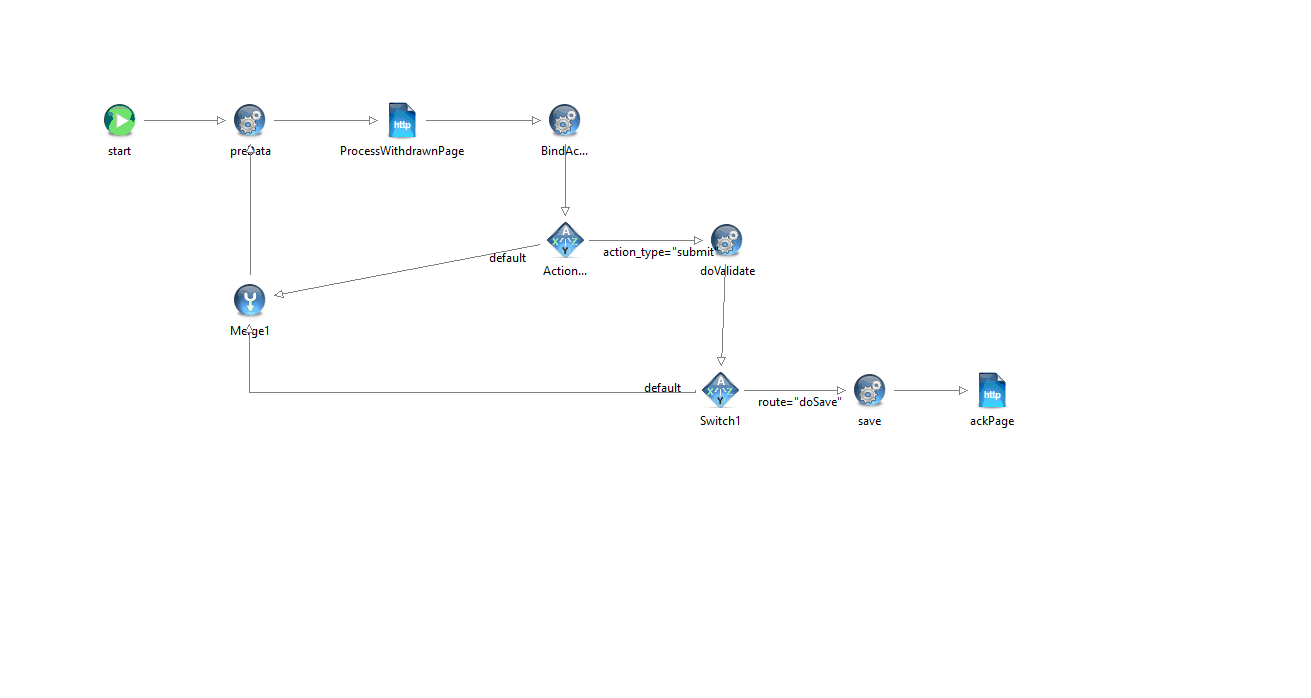 http
start
preData
ProcessWithdrawnPage
BindAc...
A
X Z
Y
default
action_type="submit"
Action...
doValidate
Merge1
A
X Z
Y
default
route="doSave"
http
Switch1
save
ackPage